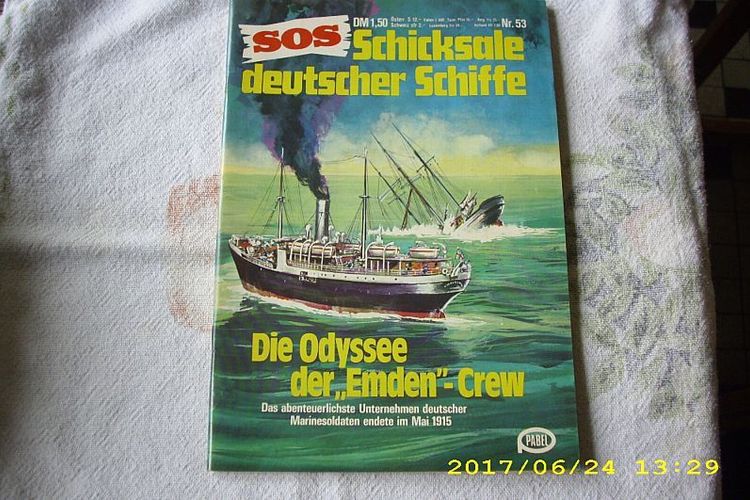 SOS
DM 1,50
Nr. 53
Schicksale
deutscher Schiffe
Die Odyssee
der „Emden"-Crew
Das abenteuerlichste Unternehmen deutscher
Marinesoldaten endete im Mai 1915
PABEL
2017/06/24 13:29